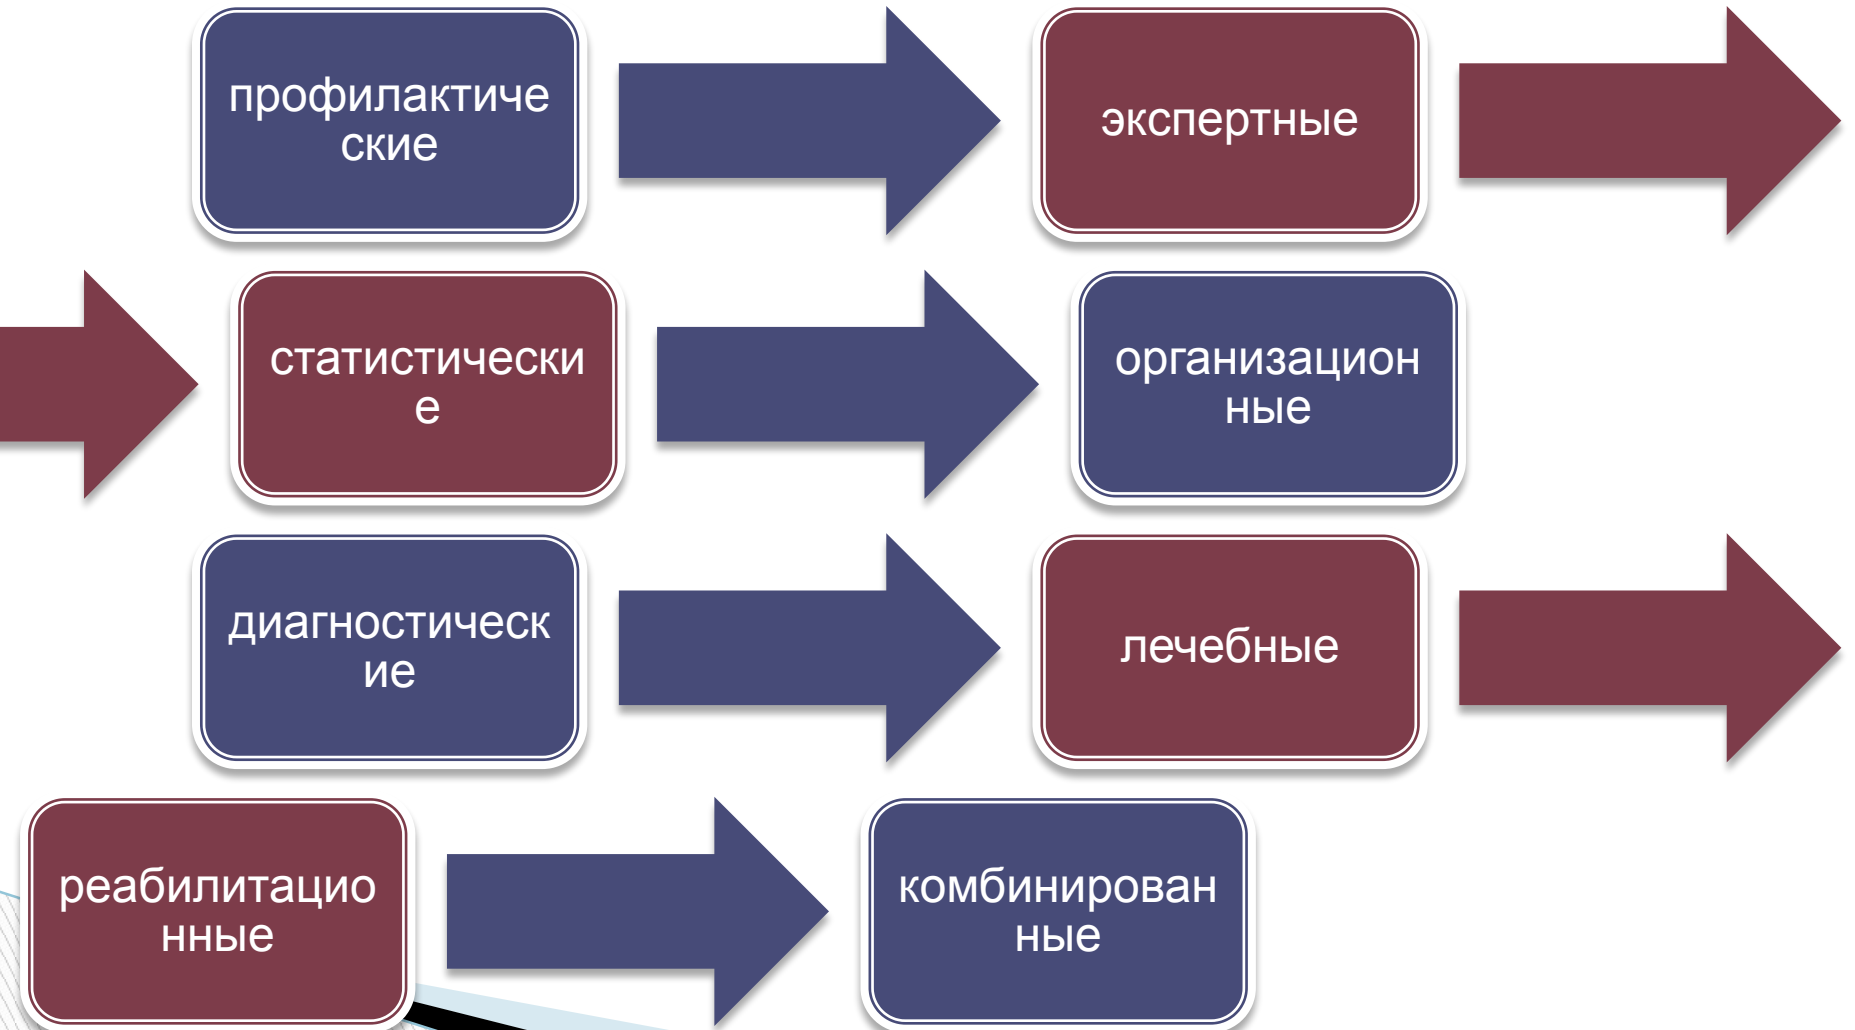 профилактиче
ские
экспертные
статистически
е
организацион
ные
диагностическ
ие
лечебные
реабилитацио
нные
комбинирован
ные